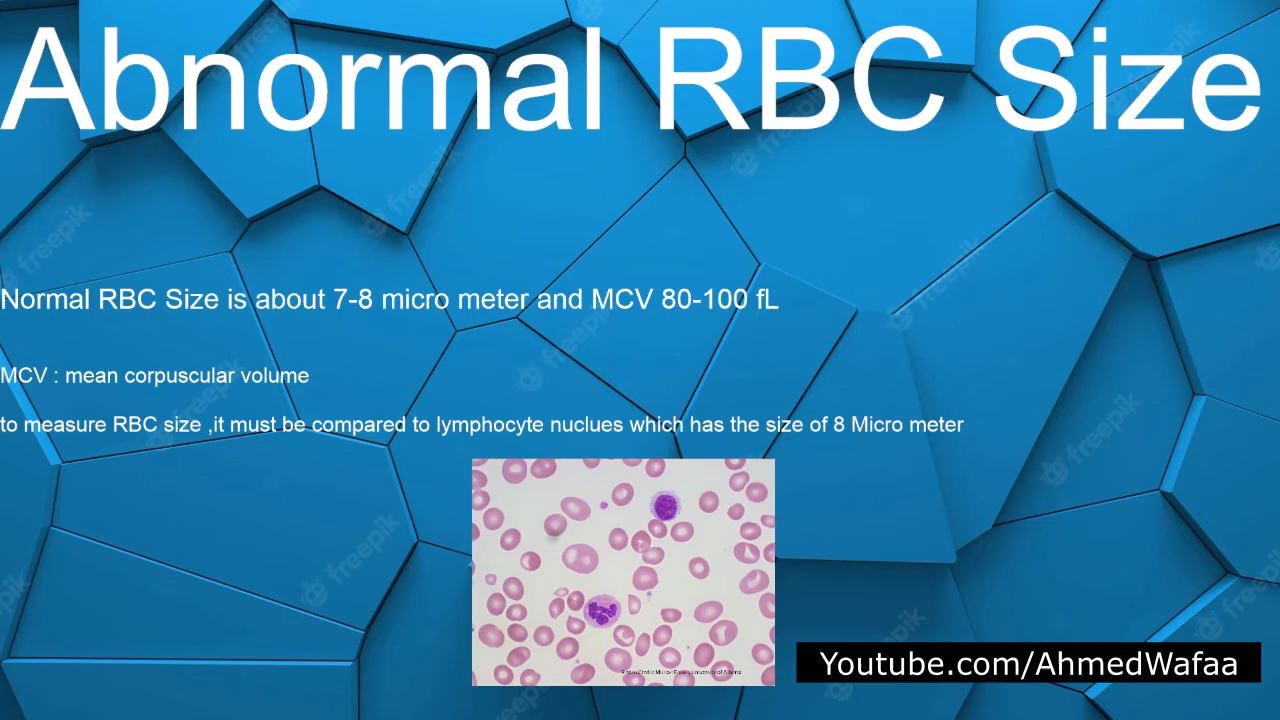 Abnormal RBC Size
Normal RBC Size is about 7-8 micro meter and MCV 80-100 fL
MCV : mean corpuscular volume
to measure RBC size ,it must be compared to lymphocyte nuclues which has the size of 8 Micro meter
Youtube.com/AhmedWafaa
freepik